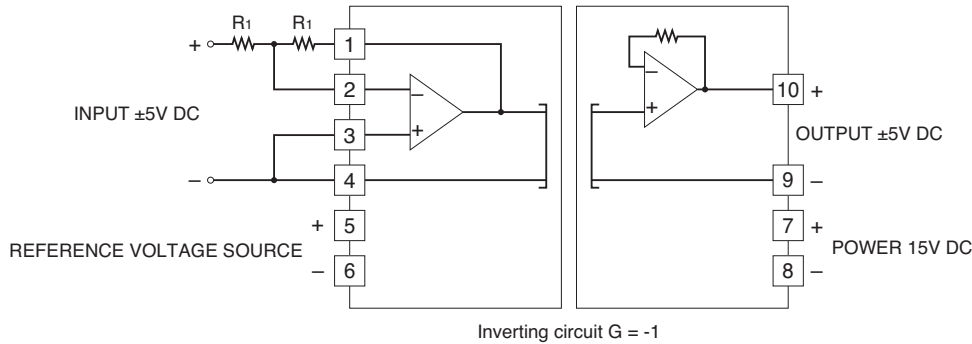 R1 R1
+ 1
2 − − 10 +
INPUT ±5V DC
3 + + OUTPUT ±5V DC
− 4 9 −
+ 5 7 +
REFERENCE VOLTAGE SOURCE POWER 15V DC
− 6 8 −
Inverting circuit G = -1